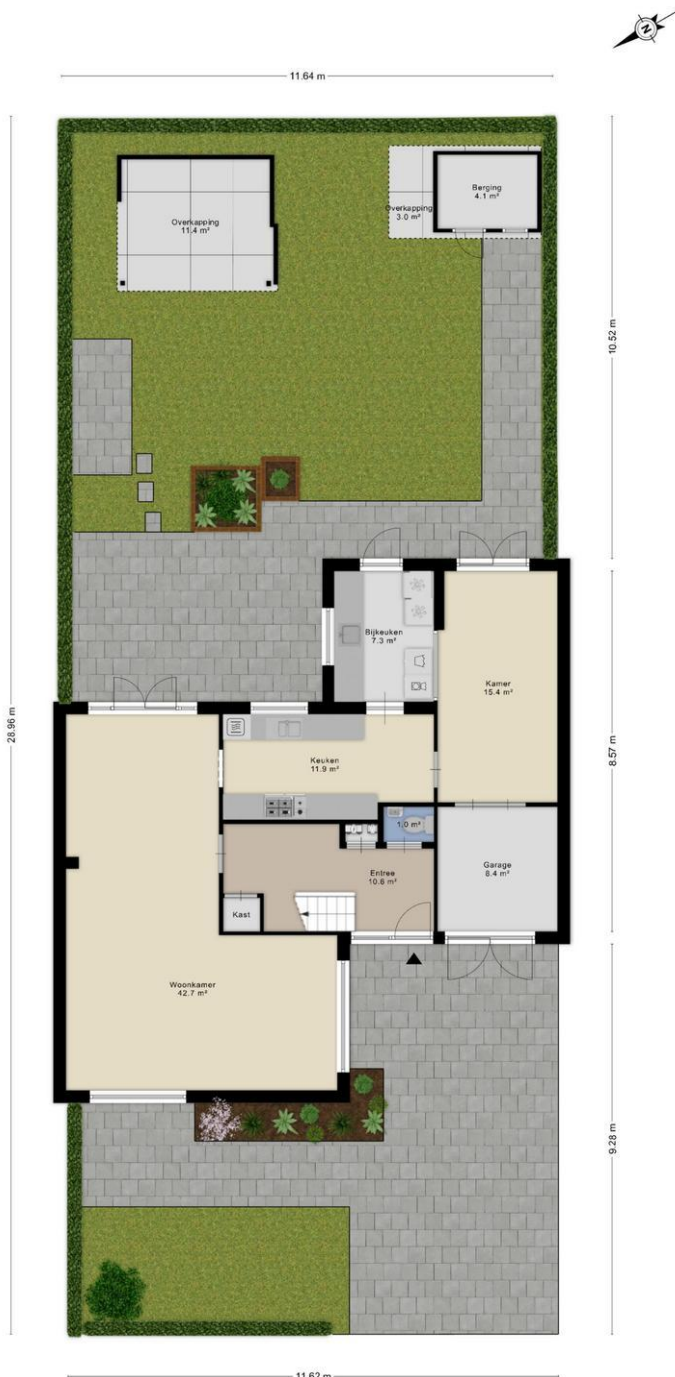 N
11.64 m
Berging
4.1 m²
Overkapping
11.4 m²
Overkapping
3.0 m²
10.52 m
Bijkeuken
7.3 m²
Kamer
15.4 m²
28.96 m
8.57 m
Keuken
11.9 m²
1.0 m²
Garage
8.4 m²
Entree
10.6 m²
Kast
Woonkamer
42.7 m²
9.28 m
11.62 m